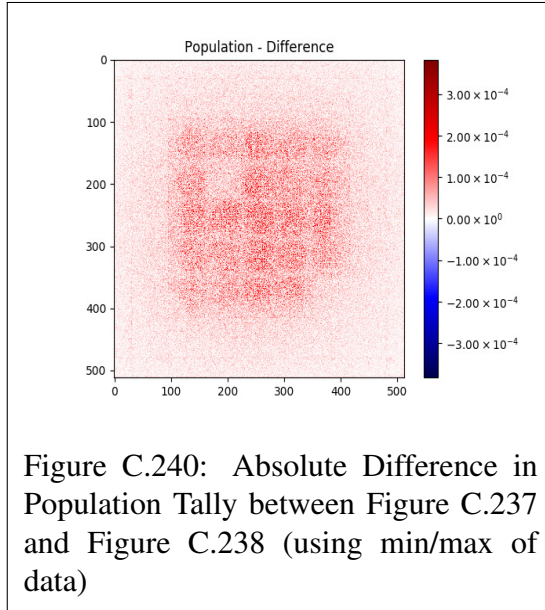 Population - Difference
0
100
200
300
400
500
0 100 200 300 400 500
3.00 × 10⁻⁴
2.00 × 10⁻⁴
1.00 × 10⁻⁴
0.00 × 10⁰
−1.00 × 10⁻⁴
−2.00 × 10⁻⁴
−3.00 × 10⁻⁴
Figure C.240: Absolute Difference in
Population Tally between Figure C.237
and Figure C.238 (using min/max of
data)